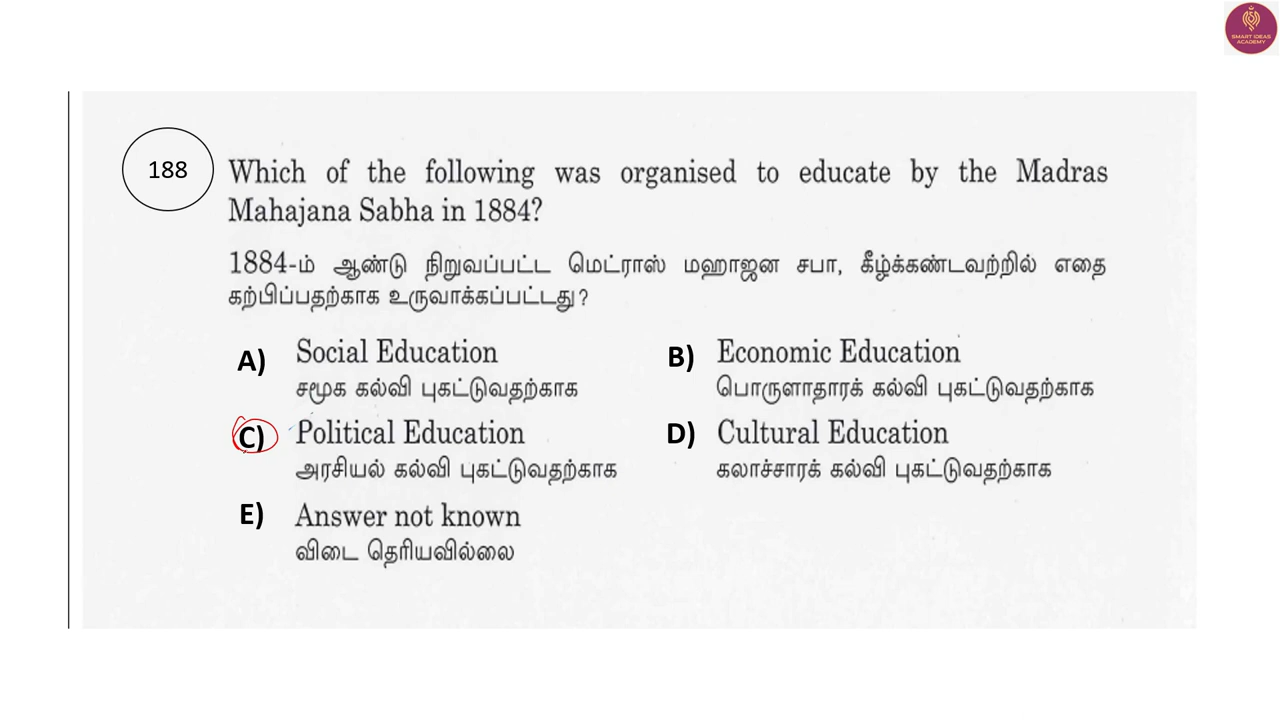 SMART IDEAS
ACADEMY
188
Which of the following was organised to educate by the Madras
Mahajana Sabha in 1884?
1884-ம் ஆண்டு நிறுவப்பட்ட மெட்ராஸ் மஹாஜன சபா, கீழ்க்கண்டவற்றில் எதை
கற்பிப்பதற்காக உருவாக்கப்பட்டது?
A) Social Education
சமூக கல்வி புகட்டுவதற்காக
B) Economic Education
பொருளாதாரக் கல்வி புகட்டுவதற்காக
C) Political Education
அரசியல் கல்வி புகட்டுவதற்காக
D) Cultural Education
கலாச்சாரக் கல்வி புகட்டுவதற்காக
E) Answer not known
விடை தெரியவில்லை